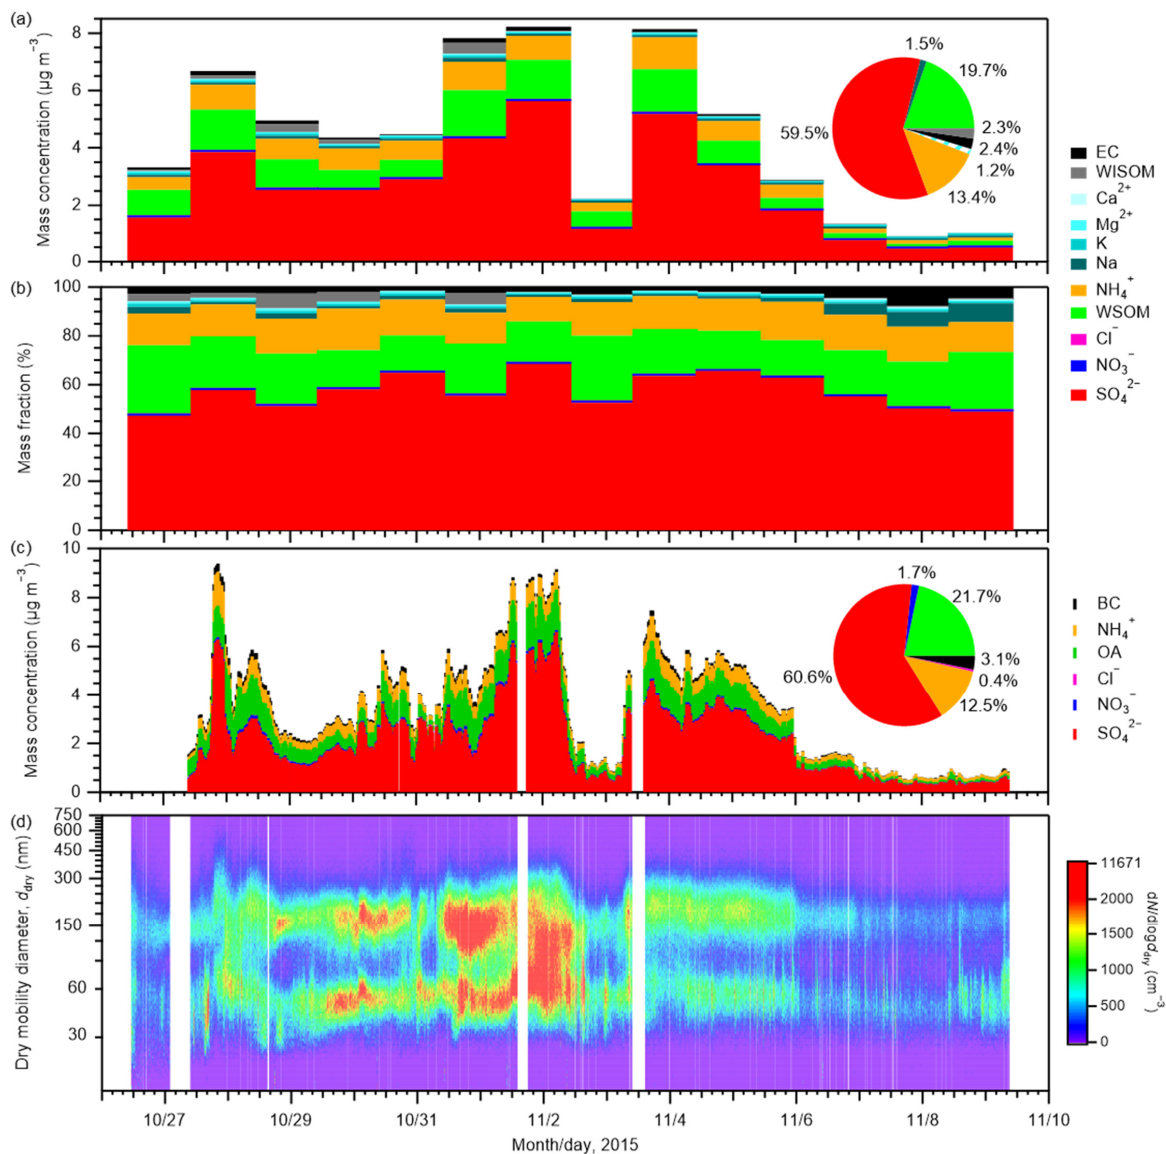 (a)
Mass concentration (μg m−3)
8
6
4
2
0
1.5%
19.7%
59.5%
2.3%
2.4%
1.2%
13.4%
EC
WISOM
Ca2+
Mg2+
K
Na
NH4+
WSOM
Cl−
NO3−
SO42−
(b)
Mass fraction (%)
100
80
60
40
20
0
(c)
Mass concentration (μg m−3)
10
8
6
4
2
0
1.7%
21.7%
60.6%
3.1%
0.4%
12.5%
BC
NH4+
OA
Cl−
NO3−
SO42−
(d)
Dry mobility diameter, ddry (nm)
750
600
450
300
150
60
30
11671
2000
1500
1000
500
0
dN/dlogddry (cm−3)
10/27
10/29
10/31
11/2
11/4
11/6
11/8
11/10
Month/day, 2015